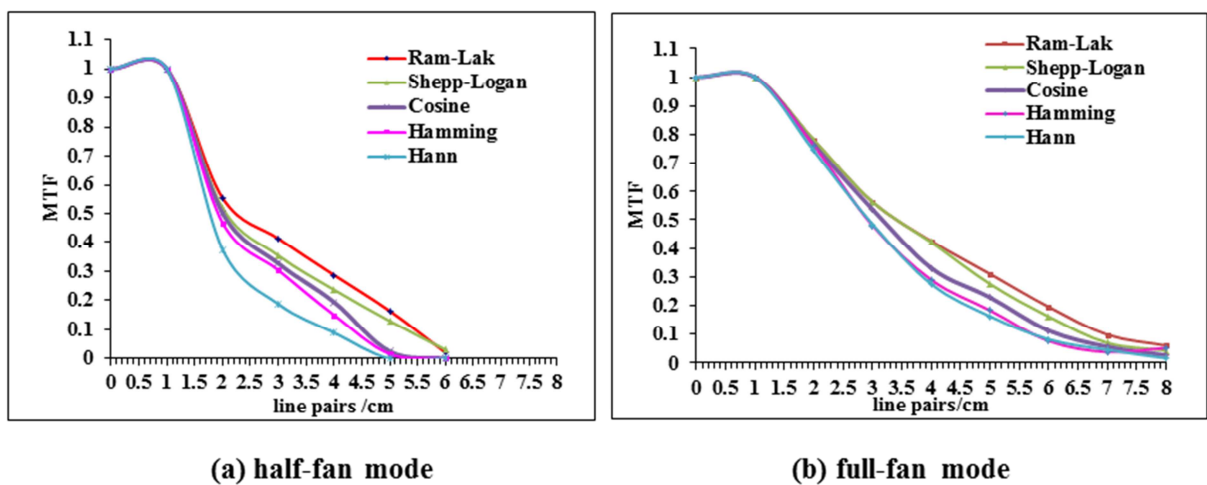 1.1
1
0.9
0.8
0.7
0.6
0.5
0.4
0.3
0.2
0.1
0
MTF
Ram-Lak
Shepp-Logan
Cosine
Hamming
Hann
0 0.5 1 1.5 2 2.5 3 3.5 4 4.5 5 5.5 6 6.5 7 7.5 8
line pairs /cm
(a) half-fan mode
1.1
1
0.9
0.8
0.7
0.6
0.5
0.4
0.3
0.2
0.1
0
MTF
Ram-Lak
Shepp-Logan
Cosine
Hamming
Hann
0 0.5 1 1.5 2 2.5 3 3.5 4 4.5 5 5.5 6 6.5 7 7.5 8
line pairs/cm
(b) full-fan mode